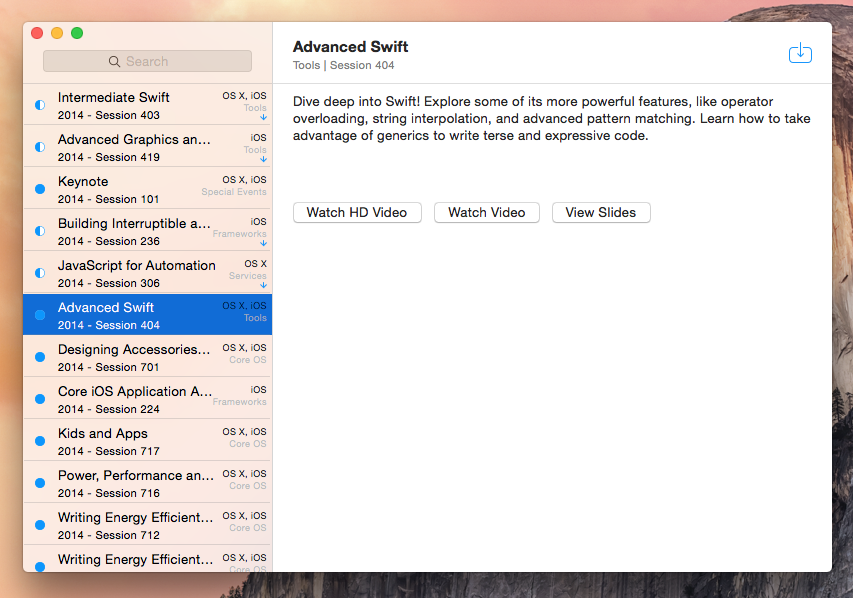 Search
Intermediate Swift
OS X, iOS
2014 - Session 403
Tools
Advanced Graphics an...
iOS
2014 - Session 419
Tools
Keynote
OS X, iOS
2014 - Session 101
Special Events
Building Interruptible a...
iOS
2014 - Session 236
Frameworks
JavaScript for Automation
OS X
2014 - Session 306
Services
Advanced Swift
OS X, iOS
2014 - Session 404
Tools
Designing Accessories...
OS X, iOS
2014 - Session 701
Core OS
Core iOS Application A...
iOS
2014 - Session 224
Frameworks
Kids and Apps
OS X, iOS
2014 - Session 717
Core OS
Power, Performance an...
OS X, iOS
2014 - Session 716
Core OS
Writing Energy Efficient...
OS X, iOS
2014 - Session 712
Core OS
Writing Energy Efficient...
OS X, iOS
Core OS
Advanced Swift
Tools | Session 404
Dive deep into Swift! Explore some of its more powerful features, like operator
overloading, string interpolation, and advanced pattern matching. Learn how to take
advantage of generics to write terse and expressive code.
Watch HD Video
Watch Video
View Slides